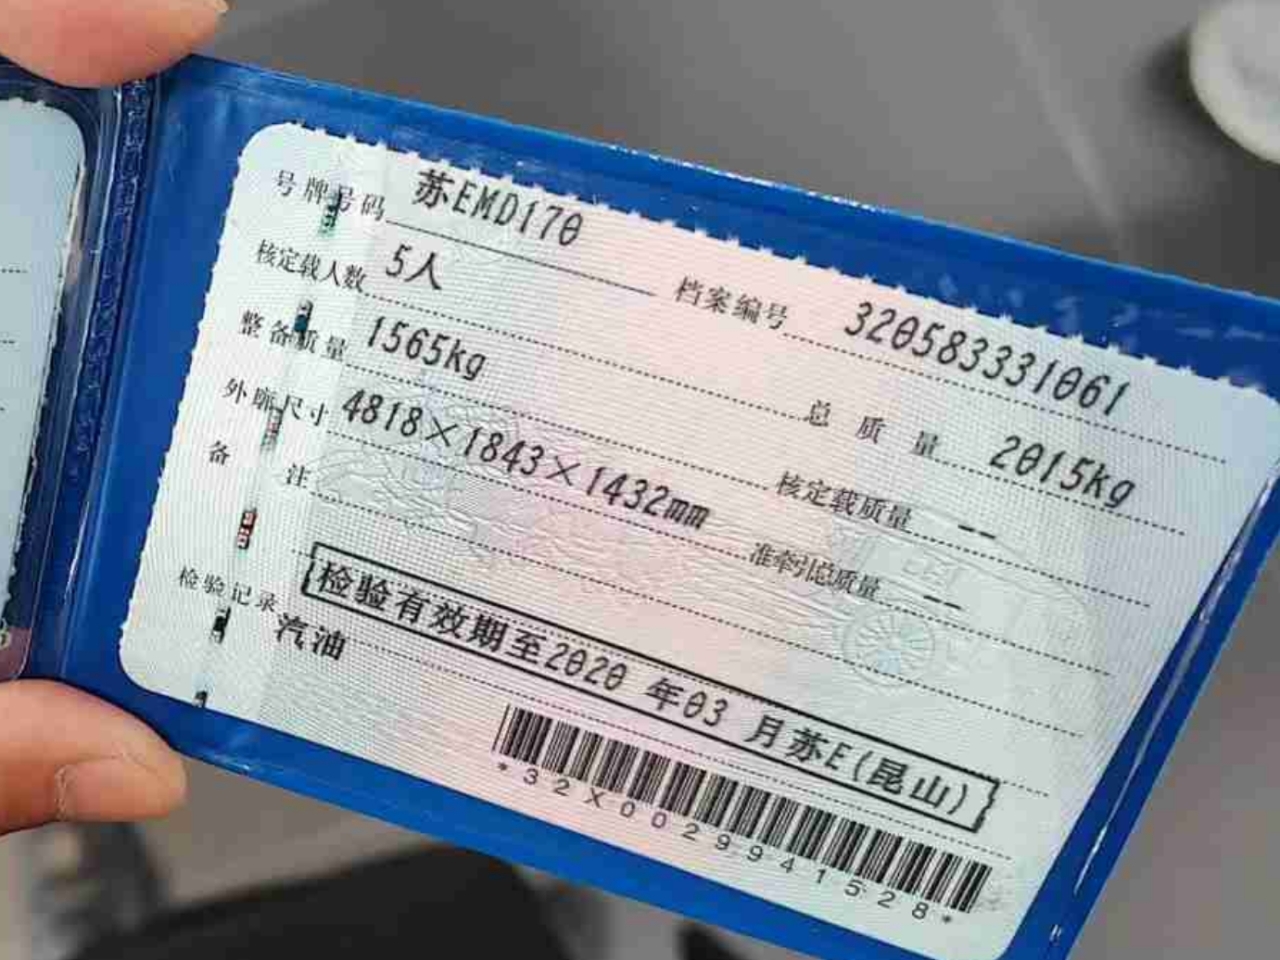 号牌号码 苏EMD170 档案编号 320583331061
核定载人数 5人 总质量 2015kg
整备质量 1565kg 核定载质量 --
外廓尺寸 4818×1843×1432mm 准牵引总质量 --
备注
检验记录 检验有效期至2020 年03 月苏E(昆山)
汽油
*32X0029941528*